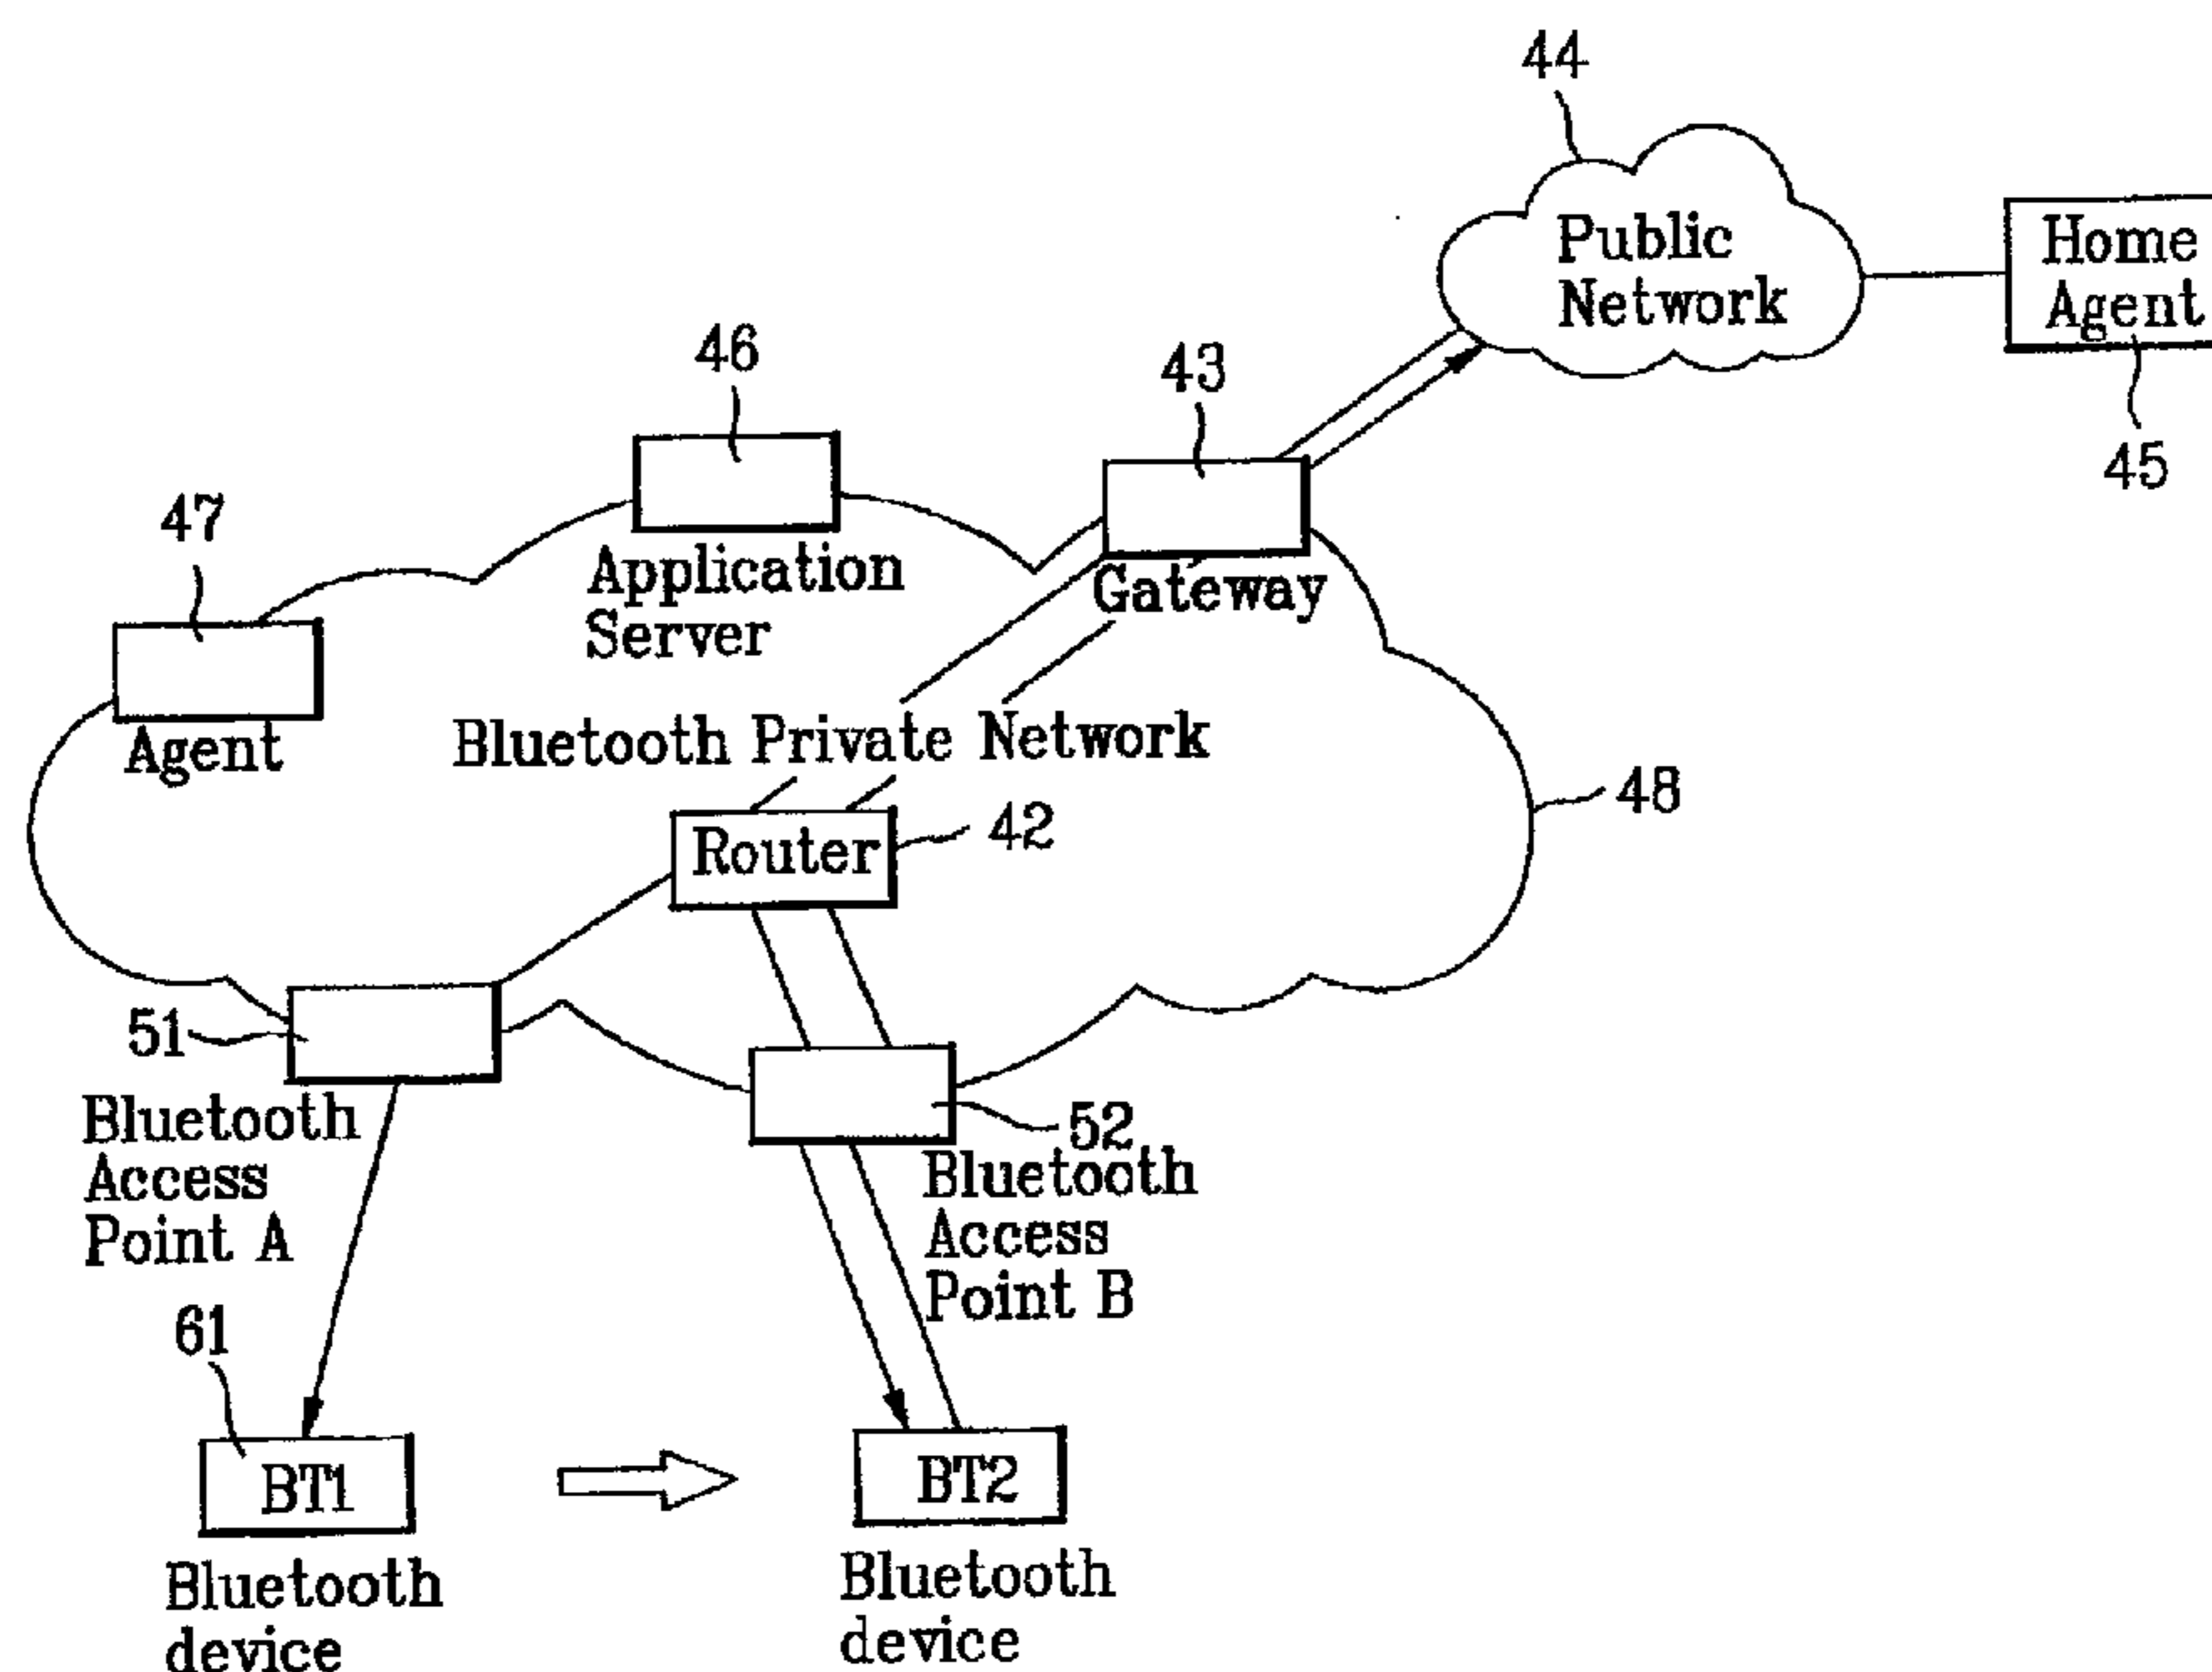 44
Public
Network
Home
Agent
45
46
43
47
Application
Server
Gateway
Agent
Bluetooth Private Network
48
Router
42
51
Bluetooth
Access
Point A
52
Bluetooth
Access
Point B
61
BT1
BT2
Bluetooth
device
Bluetooth
device